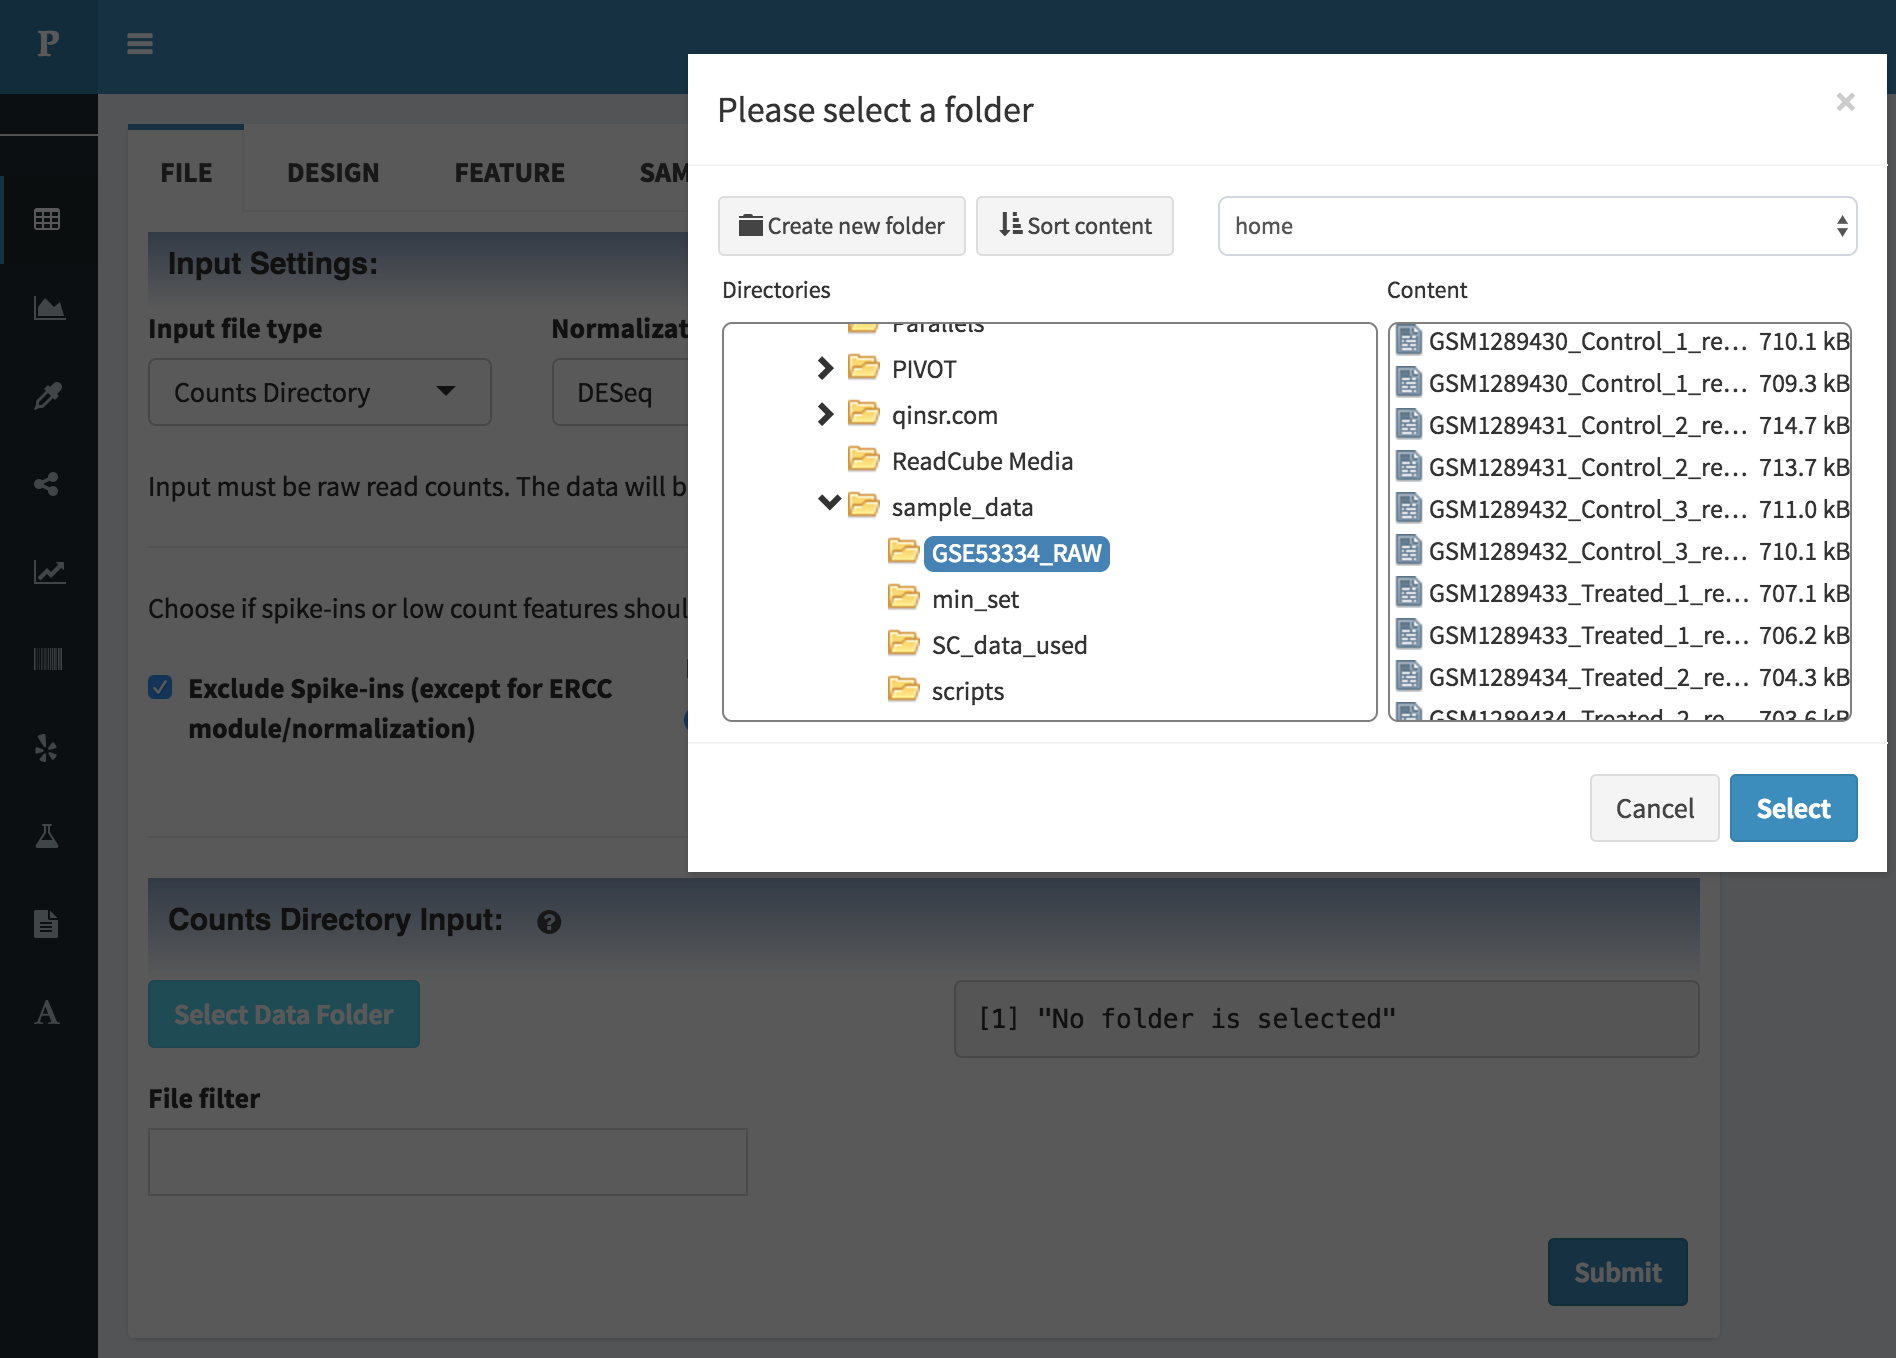 P
Please select a folder
×
FILE DESIGN FEATURE SAM
Create new folder Sort content home
Input Settings:
Directories Content
Input file type Normalizat
Counts Directory DESeq
Parallels
PIVOT
qinsr.com
ReadCube Media
sample_data
GSE53334_RAW
min_set
SC_data_used
scripts
GSM1289430_Control_1_re... 710.1 kB
GSM1289430_Control_1_re... 709.3 kB
GSM1289431_Control_2_re... 714.7 kB
GSM1289431_Control_2_re... 713.7 kB
GSM1289432_Control_3_re... 711.0 kB
GSM1289432_Control_3_re... 710.1 kB
GSM1289433_Treated_1_re... 707.1 kB
GSM1289433_Treated_1_re... 706.2 kB
GSM1289434_Treated_2_re... 704.3 kB
GSM1289434_Treated_2_re... 703.6 kB
Input must be raw read counts. The data will b
Choose if spike-ins or low count features shoul
Exclude Spike-ins (except for ERCC
module/normalization)
Cancel Select
Counts Directory Input: ?
Select Data Folder
[1] "No folder is selected"
A
File filter
Submit